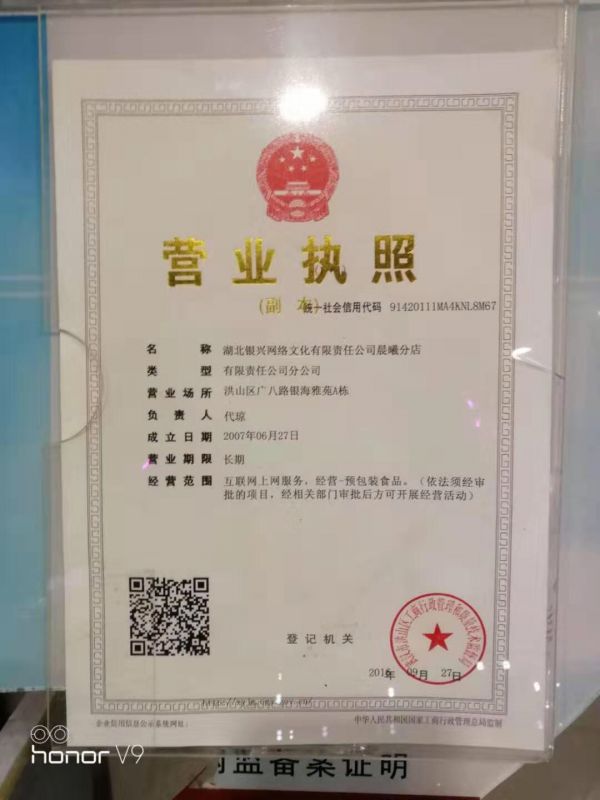 营业执照
(副 本)
统一社会信用代码 91420111MA4KNL8M67
名 称 湖北银兴网络文化有限责任公司晨曦分店
类 型 有限责任公司分公司
营业场所 洪山区广八路银海雅苑A栋
负 责 人 代琼
成立日期 2007年06月27日
营业期限 长期
经营范围 互联网上网服务，经营-预包装食品。（依法须经审
批的项目，经相关部门审批后方可开展经营活动）
登记机关
年 09月 27日
企业信用信息公示系统网址：
中华人民共和国国家工商行政管理总局监制
备案证明
honor V9